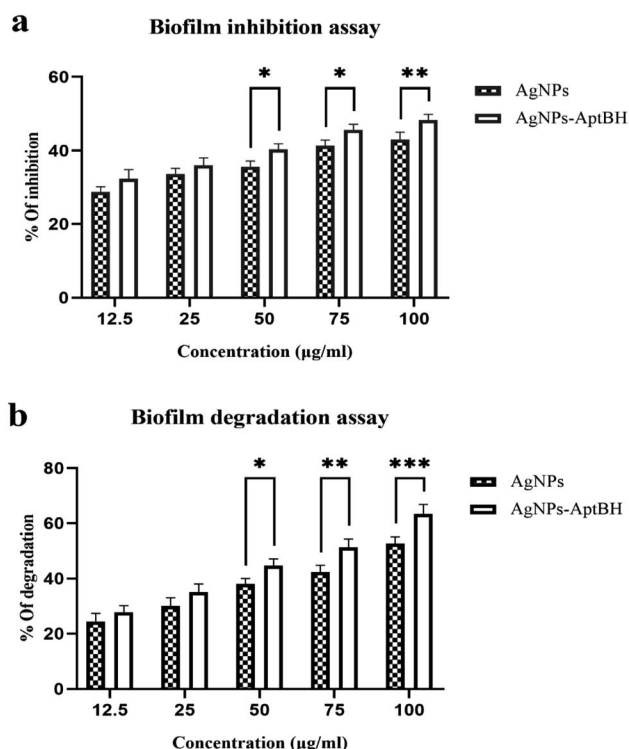 a
Biofilm inhibition assay
60
40
20
0
% Of inhibition
* * **
AgNPs
AgNPs-AptBH
12.5 25 50 75 100
Concentration (µg/ml)
b
Biofilm degradation assay
80
60
40
20
0
% Of degradation
* ** ***
AgNPs
AgNPs-AptBH
12.5 25 50 75 100
Concentration (µg/ml)